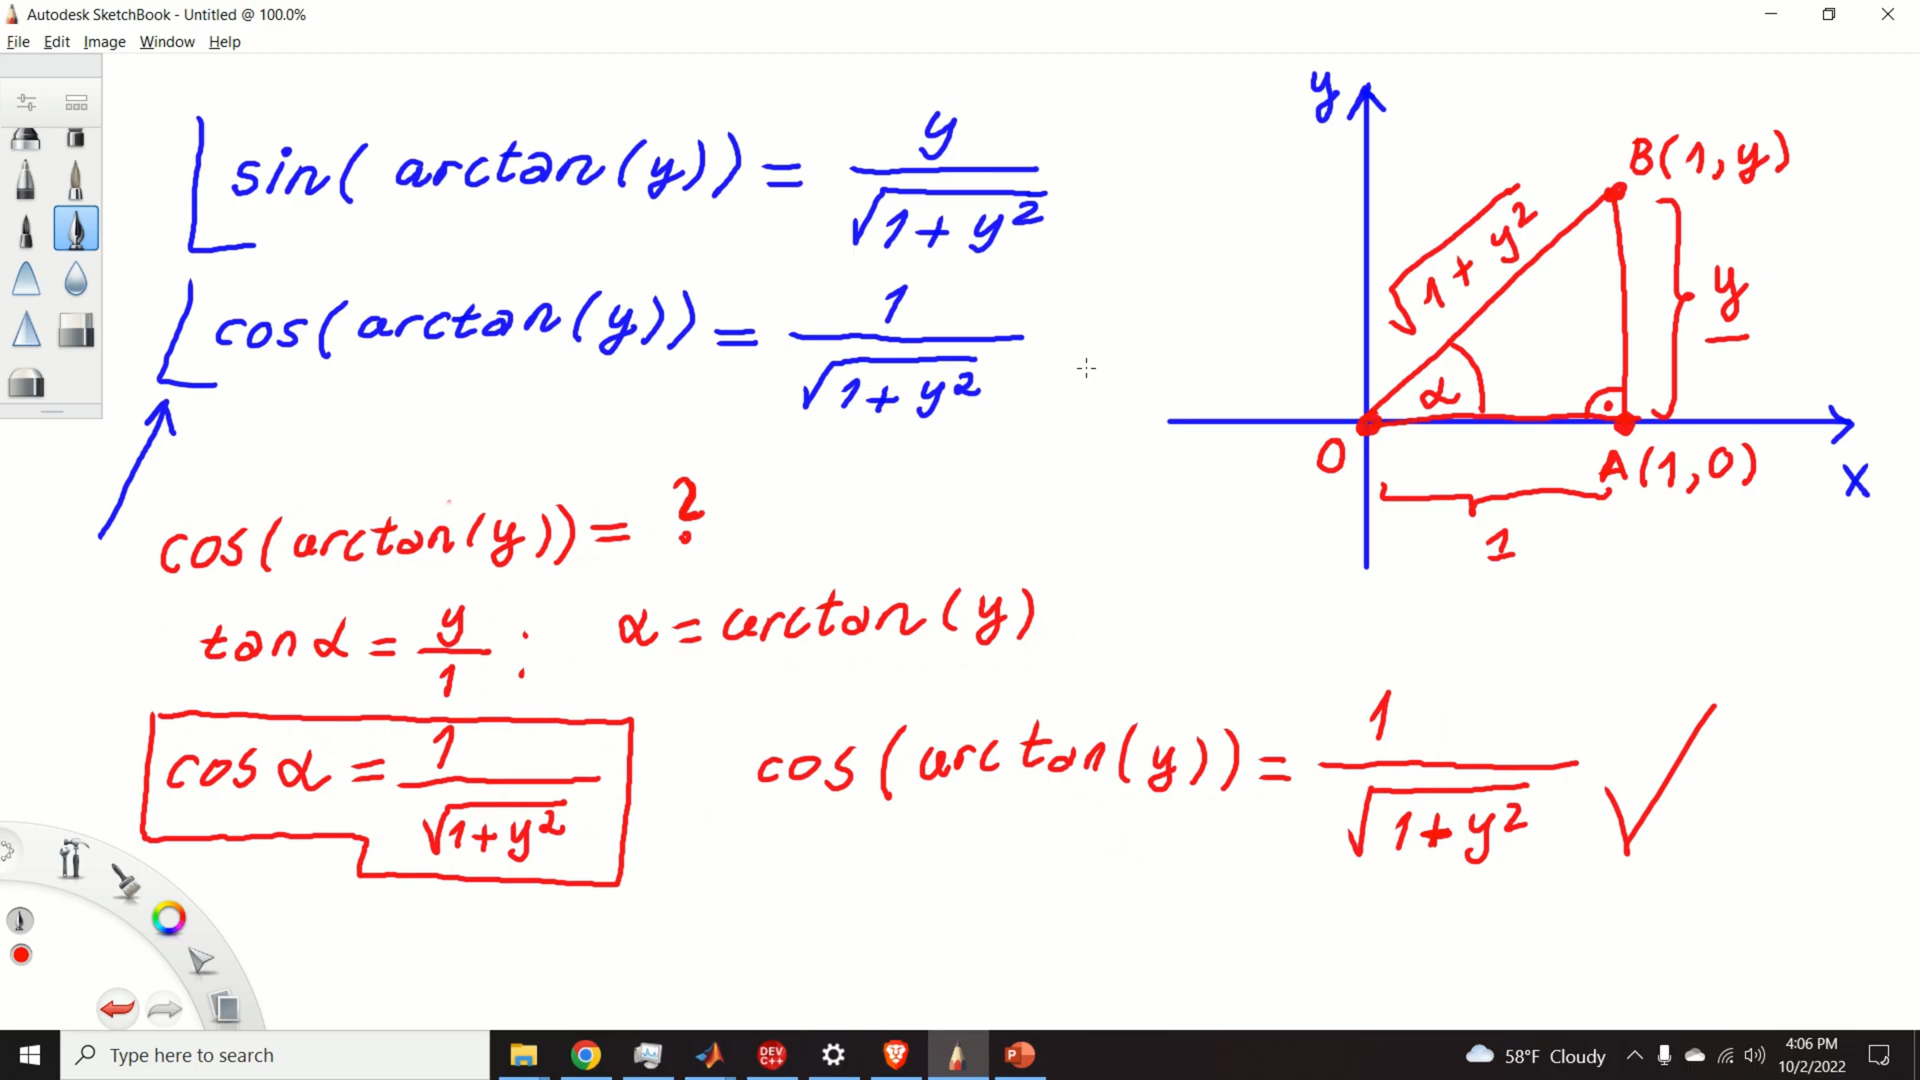 Autodesk SketchBook - Untitled @ 100.0%
File Edit Image Window Help
sin( arctan(y)) = y / √1 + y²
cos(arctan(y)) = 1 / √1 + y²
y
B(1, y)
√1 + y²
y
α
O
A(1,0)
x
1
cos(arctan(y)) = ?
tan α = y / 1 ;
α = arctan(y)
cos α = 1 / √1+y²
cos(arctan(y)) = 1 / √1+y²
Type here to search
DEV C++
P
58°F Cloudy
4:06 PM
10/2/2022